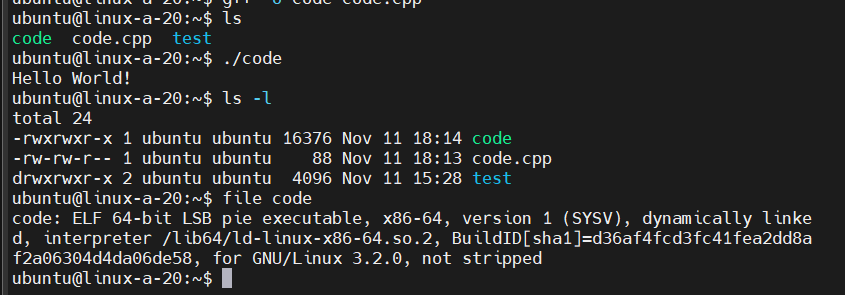 ubuntu@linux-a-20:~$ g++ -o code code.cpp
ubuntu@linux-a-20:~$ ls
code  code.cpp  test
ubuntu@linux-a-20:~$ ./code
Hello World!
ubuntu@linux-a-20:~$ ls -l
total 24
-rwxrwxr-x 1 ubuntu ubuntu 16376 Nov 11 18:14 code
-rw-rw-r-- 1 ubuntu ubuntu    88 Nov 11 18:13 code.cpp
drwxrwxr-x 2 ubuntu ubuntu  4096 Nov 11 15:28 test
ubuntu@linux-a-20:~$ file code
code: ELF 64-bit LSB pie executable, x86-64, version 1 (SYSV), dynamically linke
d, interpreter /lib64/ld-linux-x86-64.so.2, BuildID[sha1]=d36af4fcd3fc41fea2dd8a
f2a06304d4da06de58, for GNU/Linux 3.2.0, not stripped
ubuntu@linux-a-20:~$